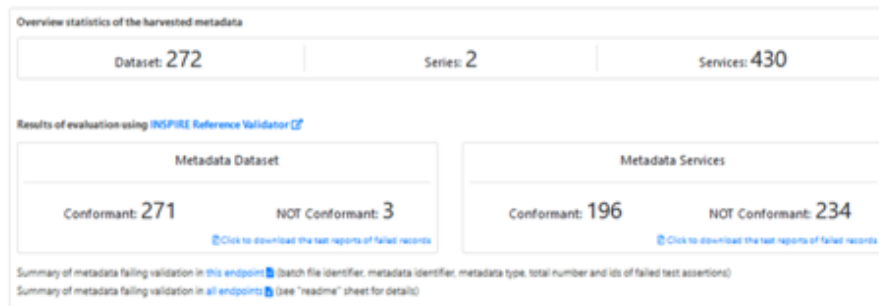 Overview statistics of the harvested metadata
Dataset: 272 Series: 2 Services: 430
Results of evaluation using INSPIRE Reference Validator
Metadata Dataset Metadata Services
Conformant: 271 NOT Conformant: 3 Conformant: 196 NOT Conformant: 234
Click to download the test reports of failed records Click to download the test reports of failed records
Summary of metadata failing validation in this endpoint (batch file identifier, metadata identifier, metadata type, total number and ids of failed test assertions)
Summary of metadata failing validation in all endpoints (see "readme" sheet for details)